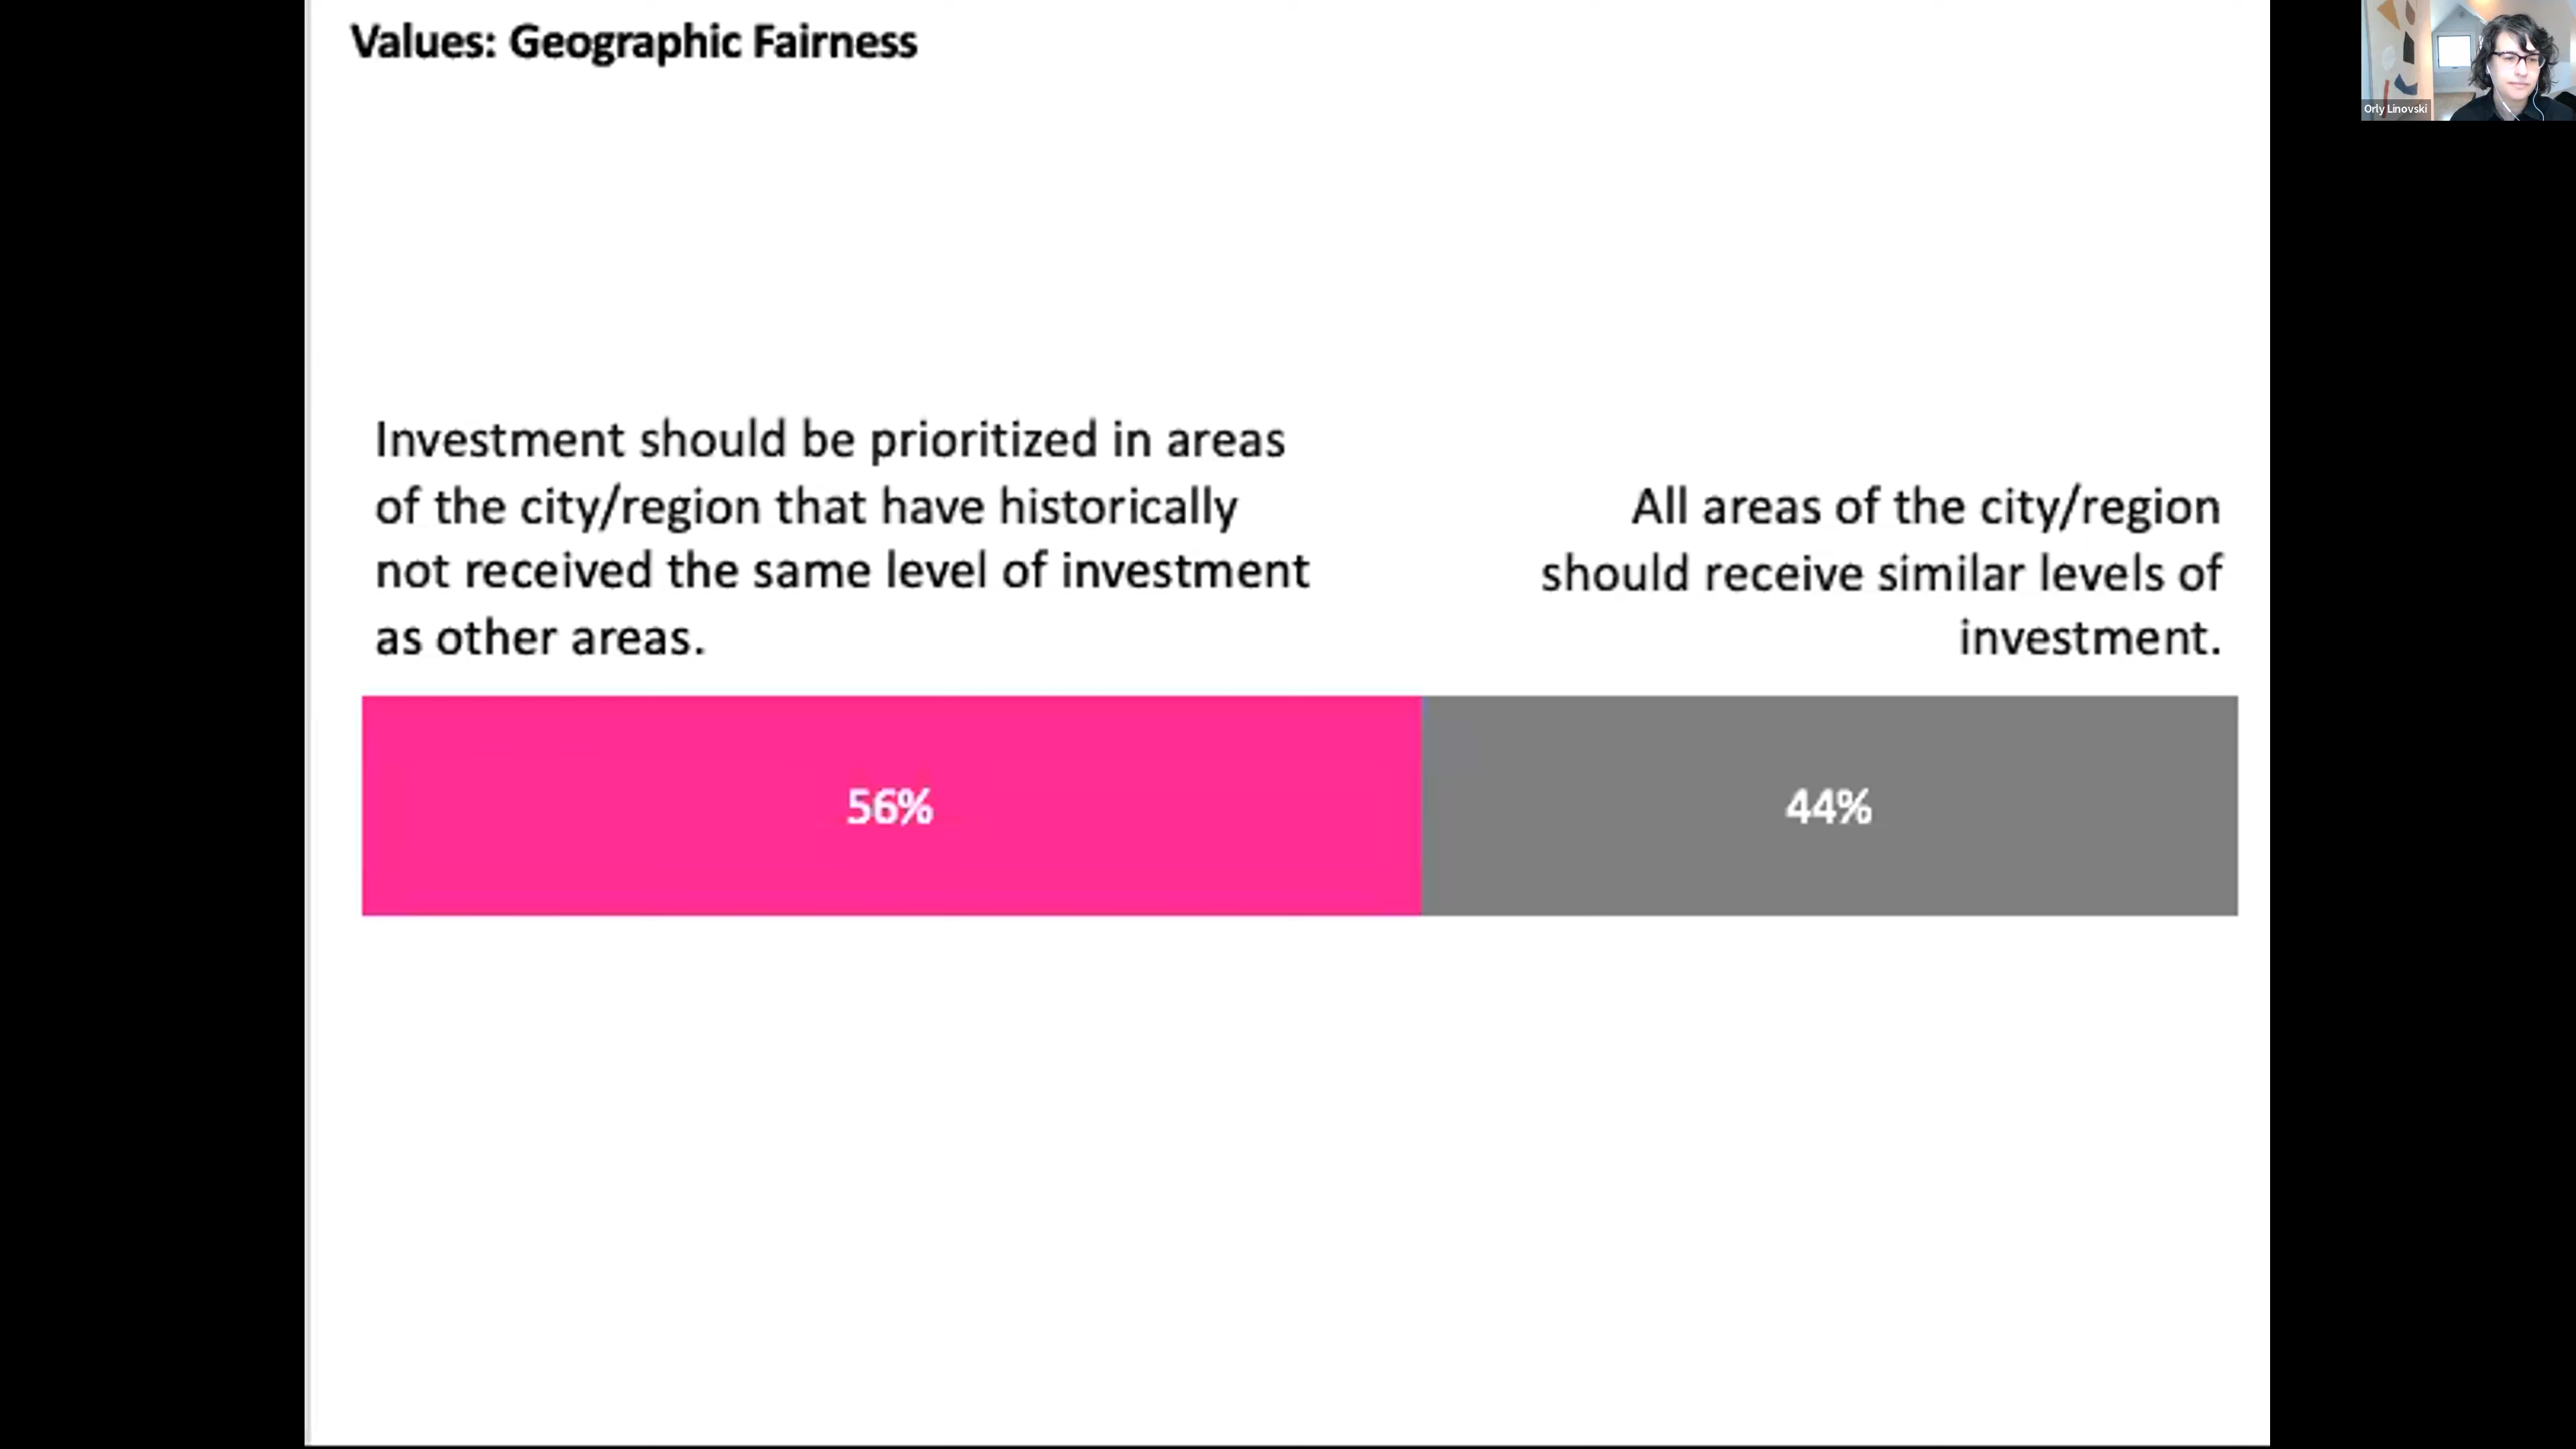 Values: Geographic Fairness
Orly Linovski
Investment should be prioritized in areas
of the city/region that have historically
not received the same level of investment
as other areas.
All areas of the city/region
should receive similar levels of
investment.
56%
44%